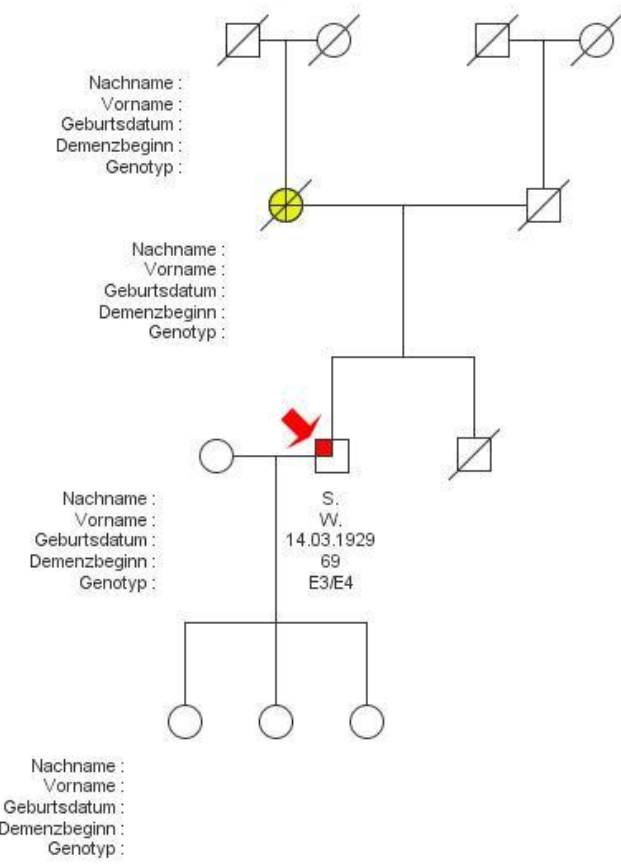 Nachname :
Vorname :
Geburtsdatum :
Demenzbeginn :
Genotyp :
Nachname :
Vorname :
Geburtsdatum :
Demenzbeginn :
Genotyp :
Nachname : S.
Vorname : W.
Geburtsdatum : 14.03.1929
Demenzbeginn : 69
Genotyp : E3/E4
Nachname :
Vorname :
Geburtsdatum :
Demenzbeginn :
Genotyp :